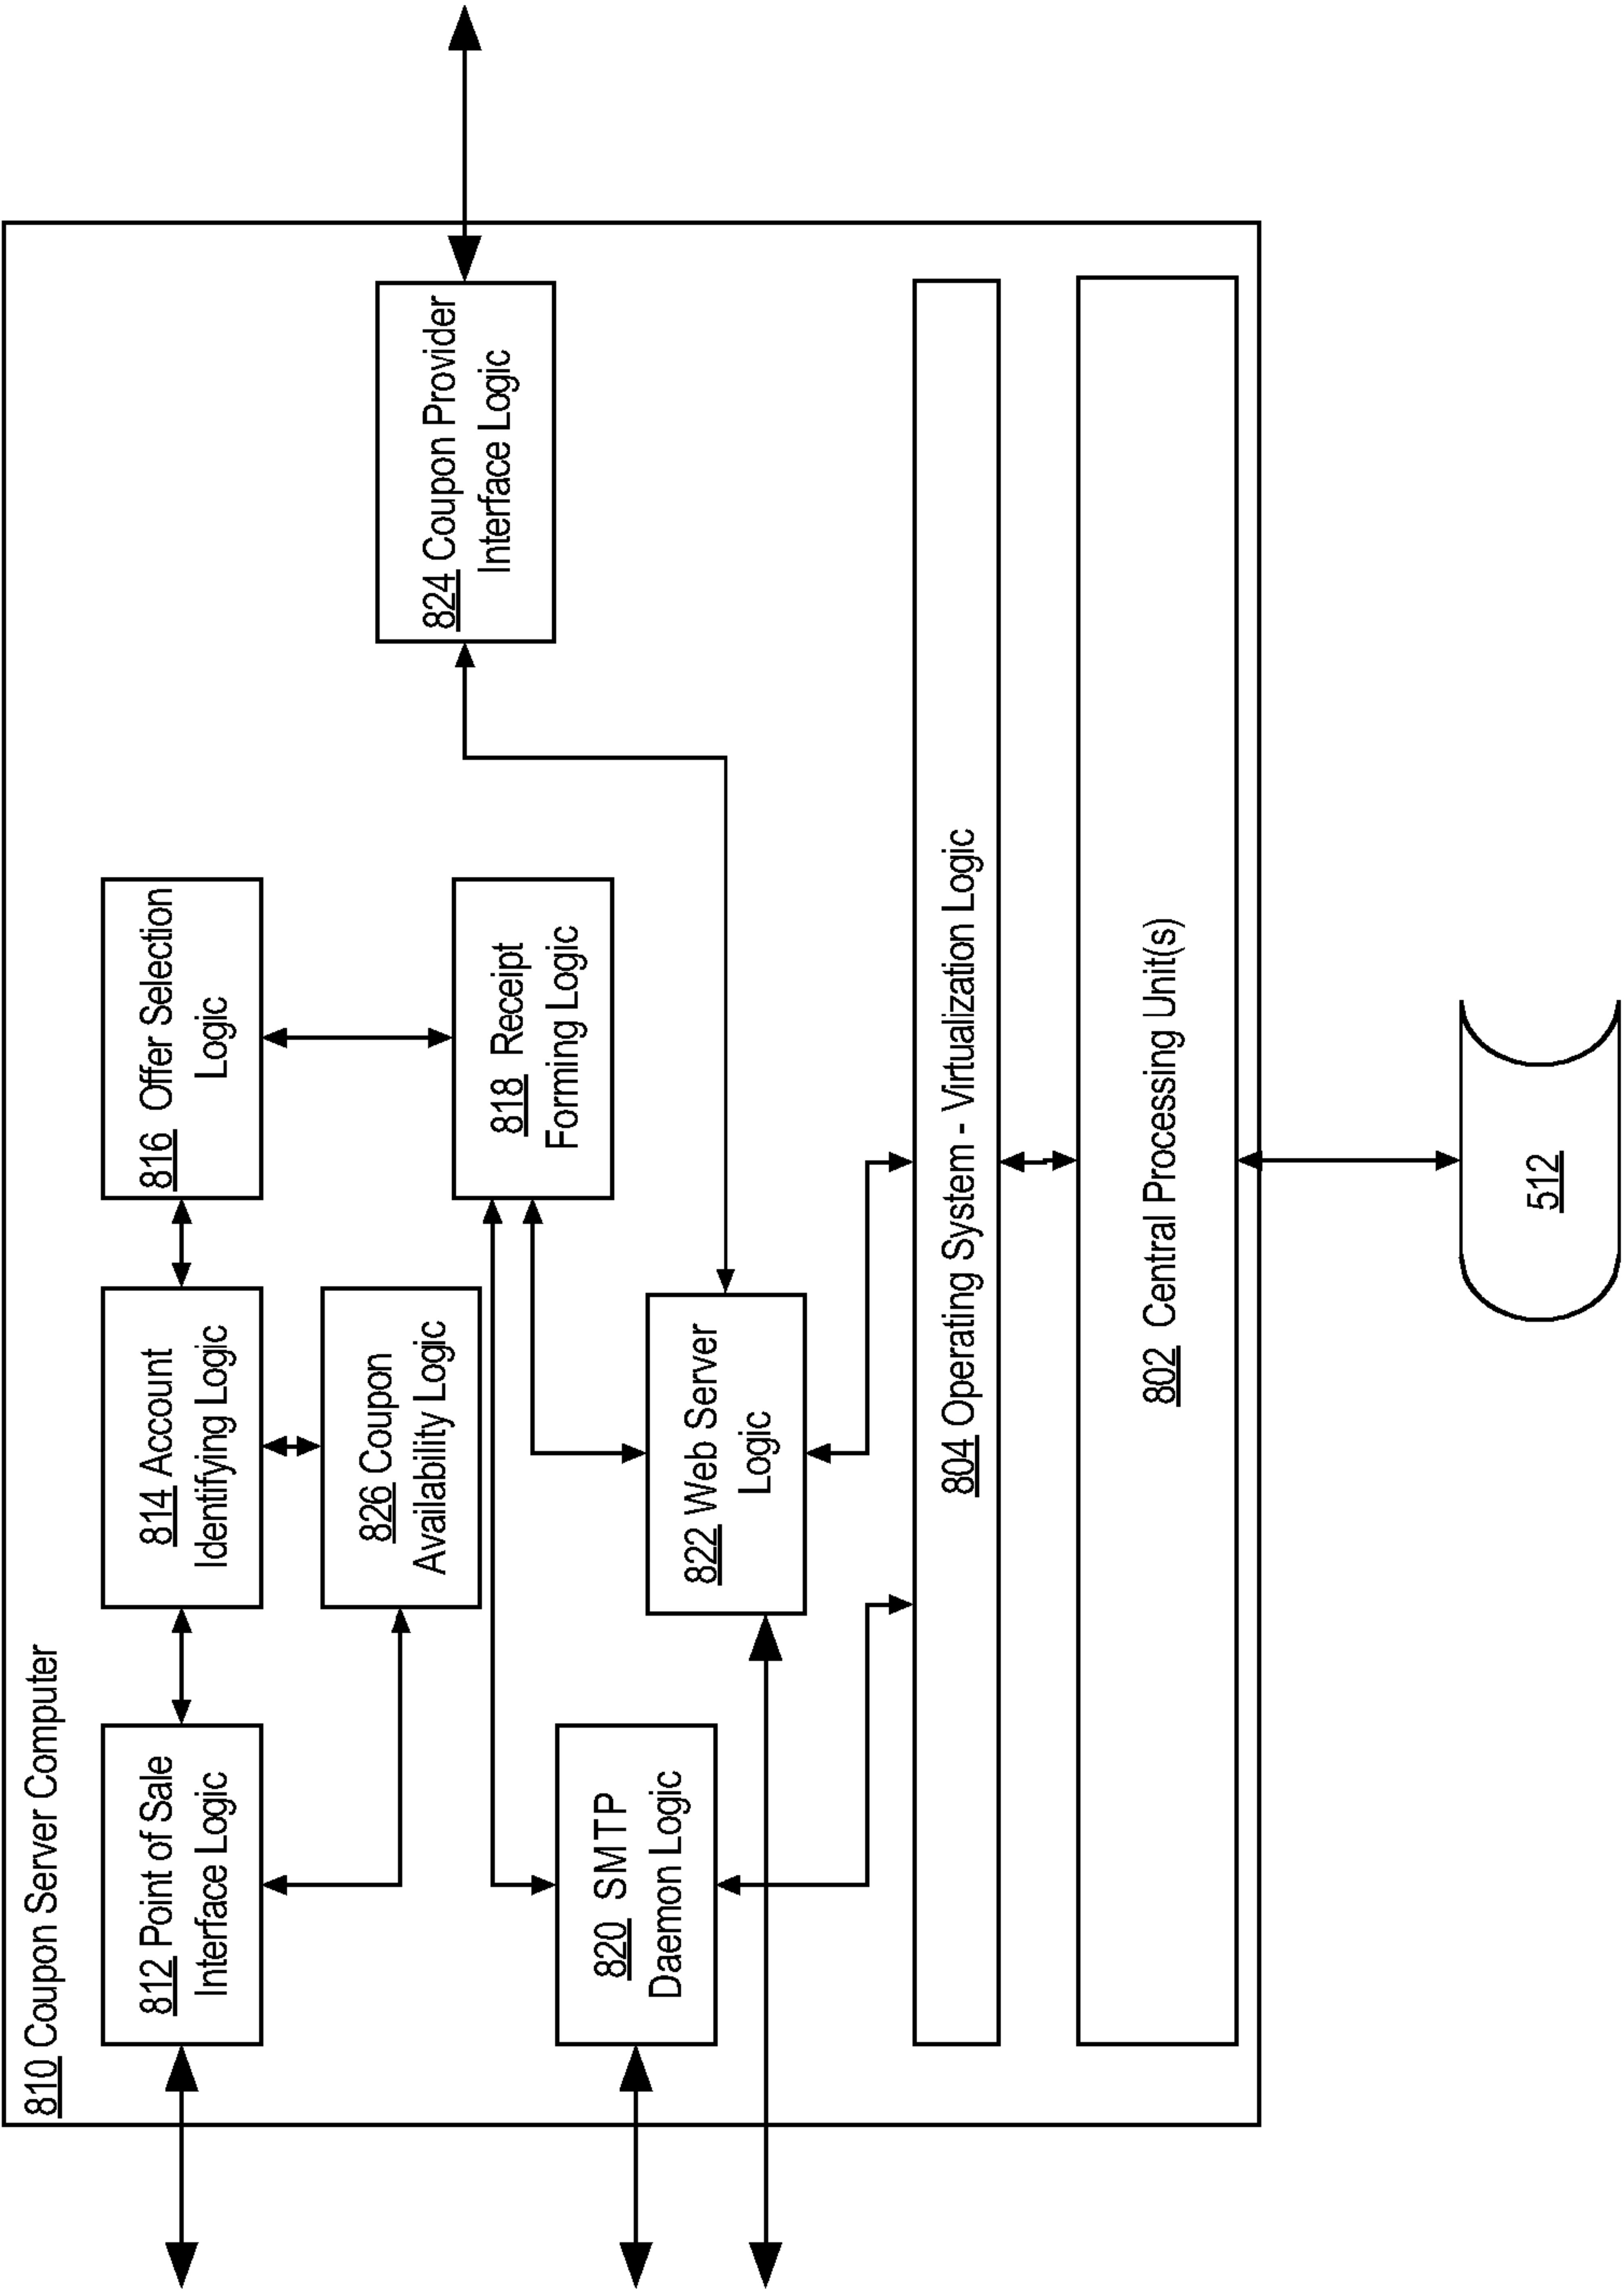 810 Coupon Server Computer
812 Point of Sale
Interface Logic
814 Account
Identifying Logic
816 Offer Selection
Logic
826 Coupon
Availability Logic
824 Coupon Provider
Interface Logic
818 Receipt
Forming Logic
820 SMTP
Daemon Logic
822 Web Server
Logic
804 Operating System - Virtualization Logic
802 Central Processing Unit(s)
512